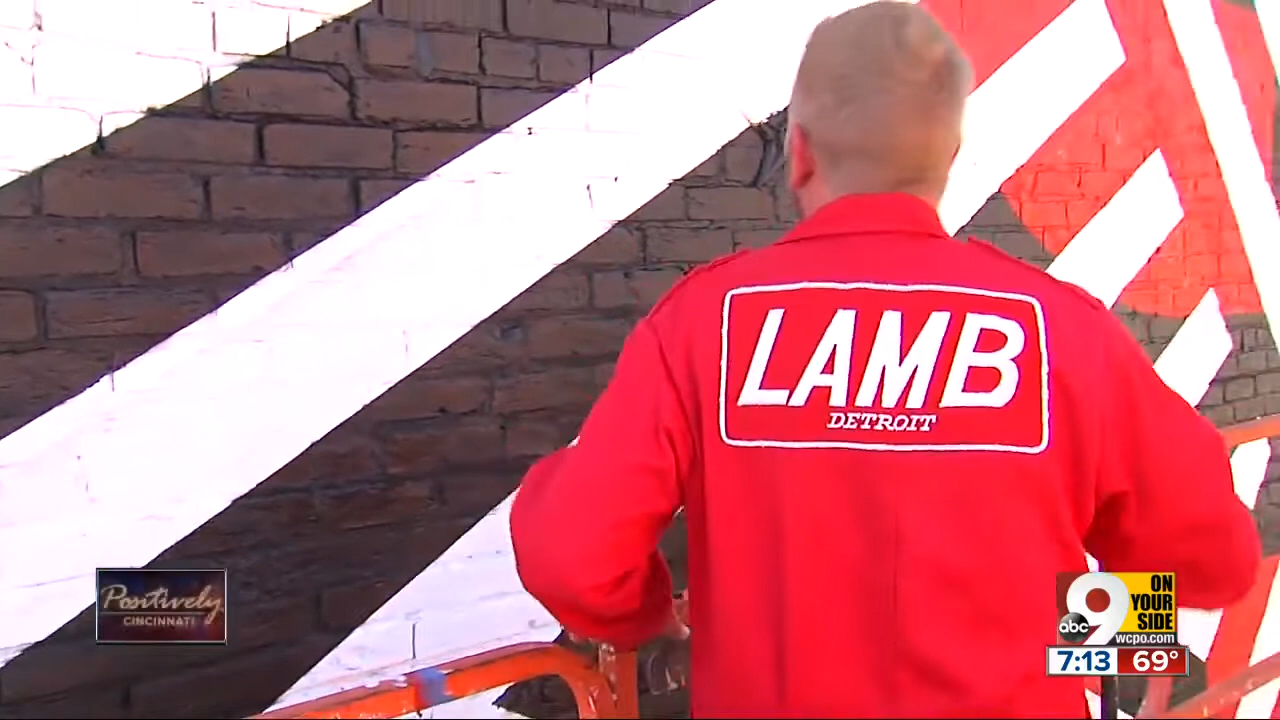 LAMB
DETROIT
Positively
CINCINNATI
abc 9 ON YOUR SIDE
wcpo.com
7:13 69°